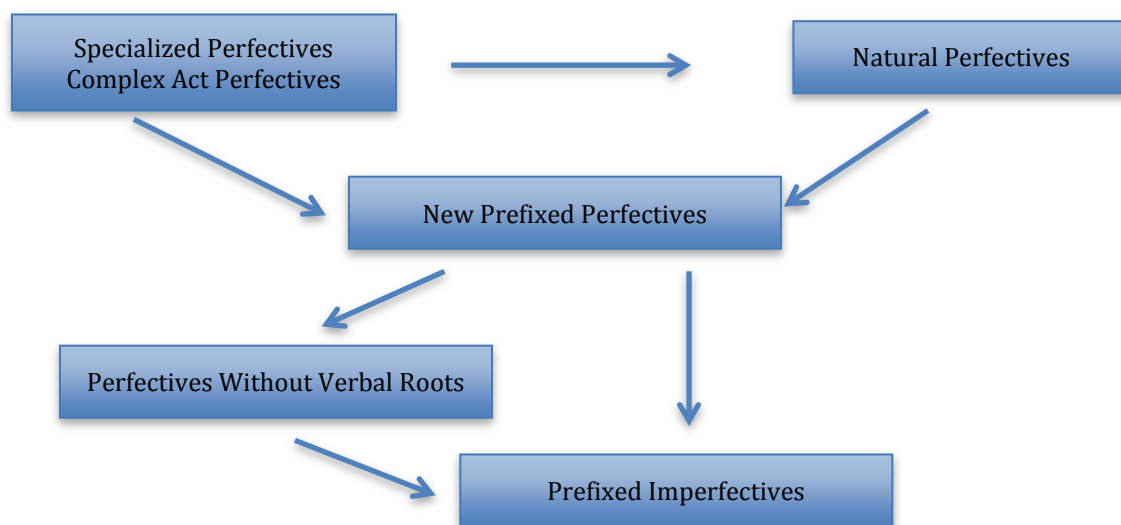 Specialized Perfectives
Complex Act Perfectives
Natural Perfectives
New Prefixed Perfectives
Perfectives Without Verbal Roots
Prefixed Imperfectives